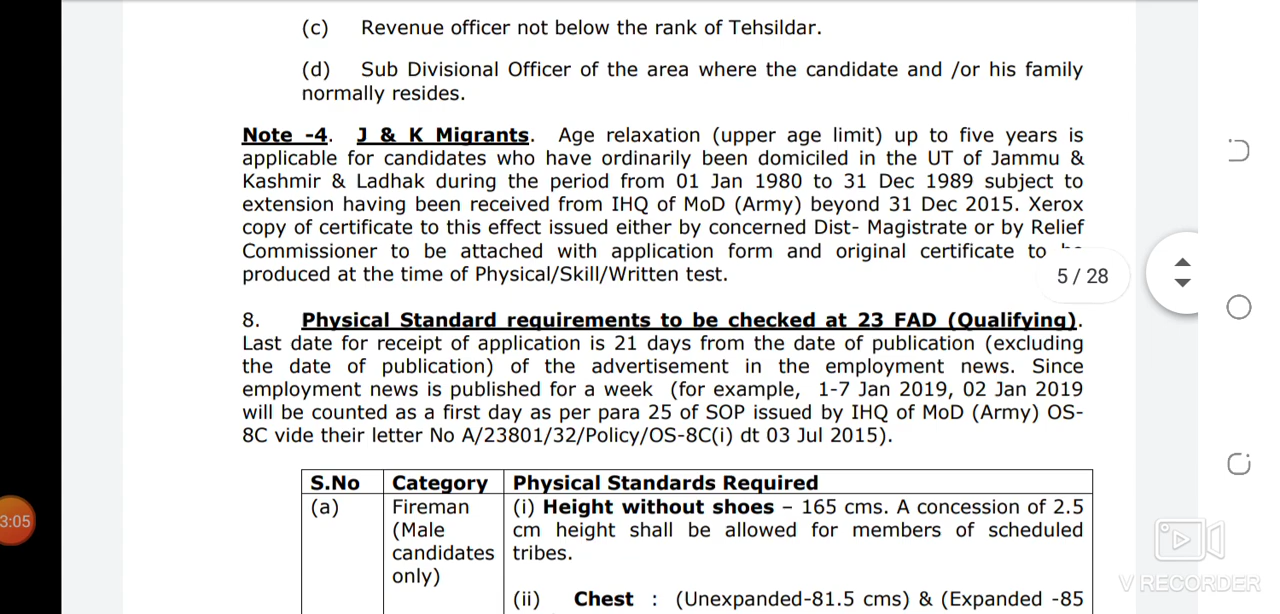 (c) Revenue officer not below the rank of Tehsildar.
(d) Sub Divisional Officer of the area where the candidate and /or his family
normally resides.
Note -4. J & K Migrants. Age relaxation (upper age limit) up to five years is
applicable for candidates who have ordinarily been domiciled in the UT of Jammu &
Kashmir & Ladhak during the period from 01 Jan 1980 to 31 Dec 1989 subject to
extension having been received from IHQ of MoD (Army) beyond 31 Dec 2015. Xerox
copy of certificate to this effect issued either by concerned Dist- Magistrate or by Relief
Commissioner to be attached with application form and original certificate to
produced at the time of Physical/Skill/Written test.
5 / 28
8. Physical Standard requirements to be checked at 23 FAD (Qualifying).
Last date for receipt of application is 21 days from the date of publication (excluding
the date of publication) of the advertisement in the employment news. Since
employment news is published for a week (for example, 1-7 Jan 2019, 02 Jan 2019
will be counted as a first day as per para 25 of SOP issued by IHQ of MoD (Army) OS-
8C vide their letter No A/23801/32/Policy/OS-8C(i) dt 03 Jul 2015).
S.No Category Physical Standards Required
(a) Fireman (i) Height without shoes – 165 cms. A concession of 2.5
(Male cm height shall be allowed for members of scheduled
candidates tribes.
only)
(ii) Chest : (Unexpanded-81.5 cms) & (Expanded -85
3:05
V RECORDER